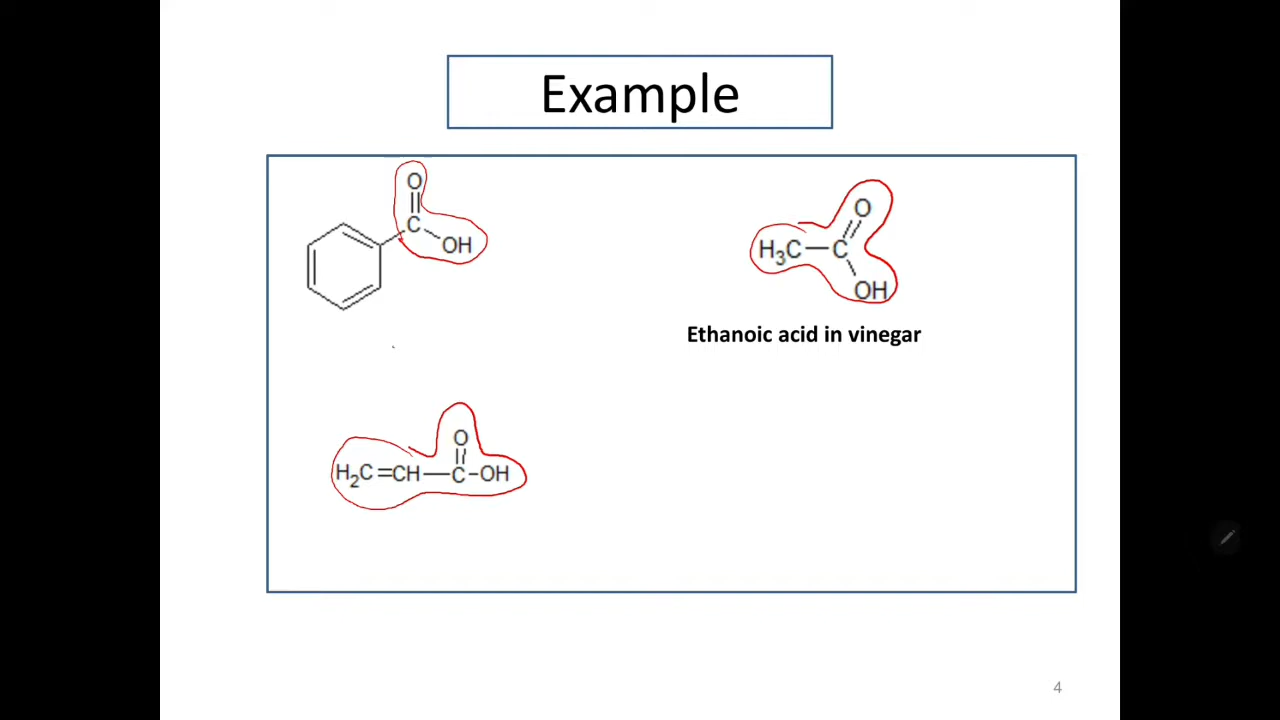 Example
O
C
OH
O
H3C
C
OH
Ethanoic acid in vinegar
O
H2C=CH—C-OH
4